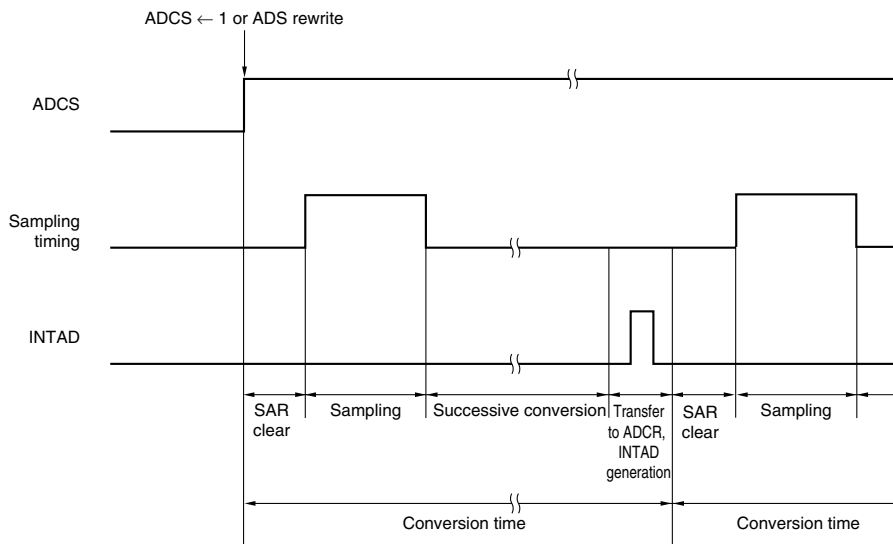 ADCS ← 1 or ADS rewrite
ADCS
Sampling
timing
INTAD
SAR
clear
Sampling
Successive conversion
Transfer
to ADCR,
INTAD
generation
SAR
clear
Sampling
Conversion time
Conversion time